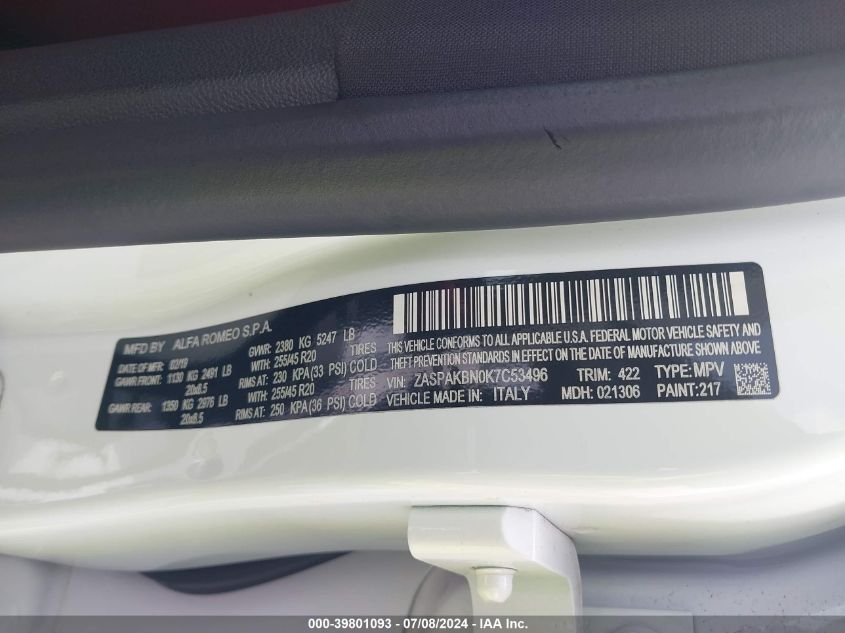 MFD BY ALFA ROMEO S.P.A.
DATE OF MFT: 02/19 GVWR: 2380 KG 5247 LB
GAWR FRONT: 1130 KG 2491 LB WITH: 255/45 R20 TIRES
20x8.5 RIMS AT: 230 KPA (33 PSI) COLD
GAWR REAR: 1350 KG 2976 LB WITH: 255/45 R20 TIRES
20x8.5 RIMS AT: 250 KPA (36 PSI) COLD
THIS VEHICLE CONFORMS TO ALL APPLICABLE U.S.A. FEDERAL MOTOR VEHICLE SAFETY AND
THEFT PREVENTION STANDARDS IN EFFECT ON THE DATE OF MANUFACTURE SHOWN ABOVE.
VIN: ZASPAKBN0K7C53496 TRIM: 422 TYPE: MPV
VEHICLE MADE IN: ITALY MDH: 021306 PAINT: 217
000-39801093 - 07/08/2024 - IAA Inc.